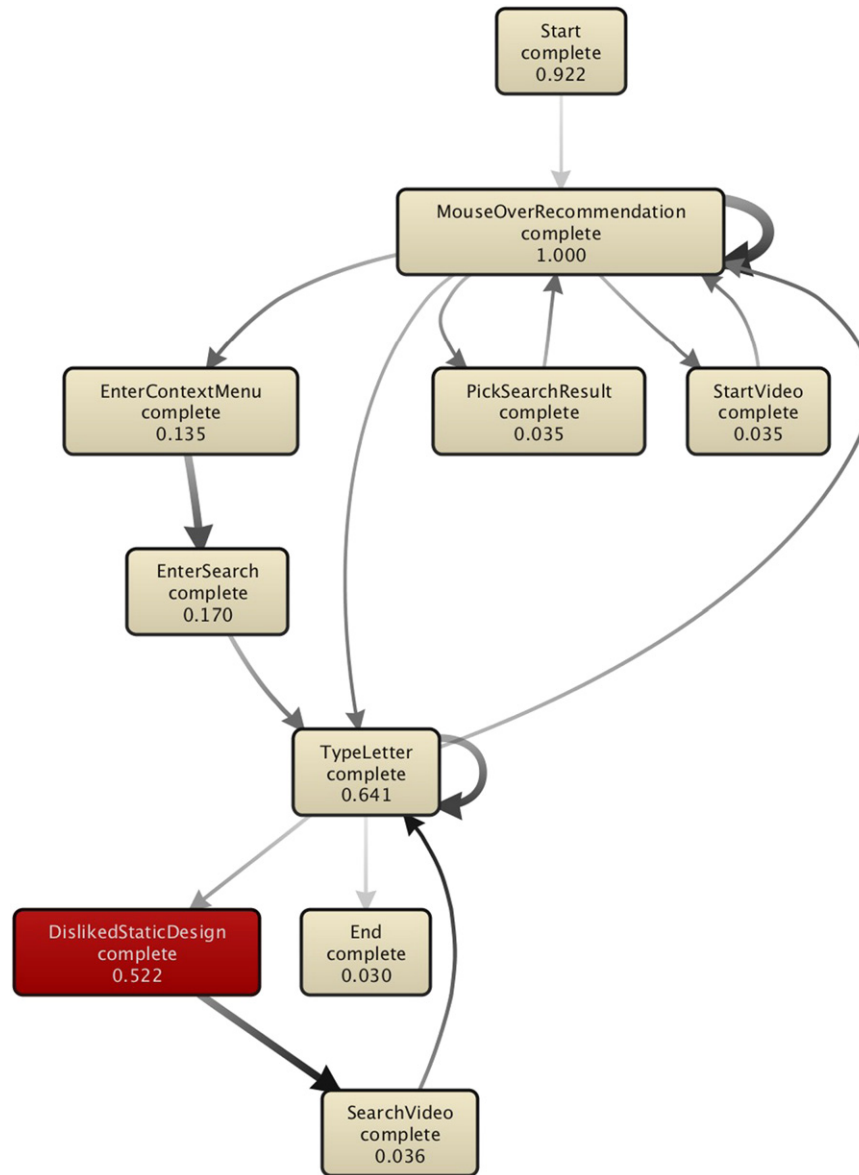 Start
complete
0.922
MouseOverRecommendation
complete
1.000
EnterContextMenu
complete
0.135
PickSearchResult
complete
0.035
StartVideo
complete
0.035
EnterSearch
complete
0.170
TypeLetter
complete
0.641
DislikedStaticDesign
complete
0.522
End
complete
0.030
SearchVideo
complete
0.036